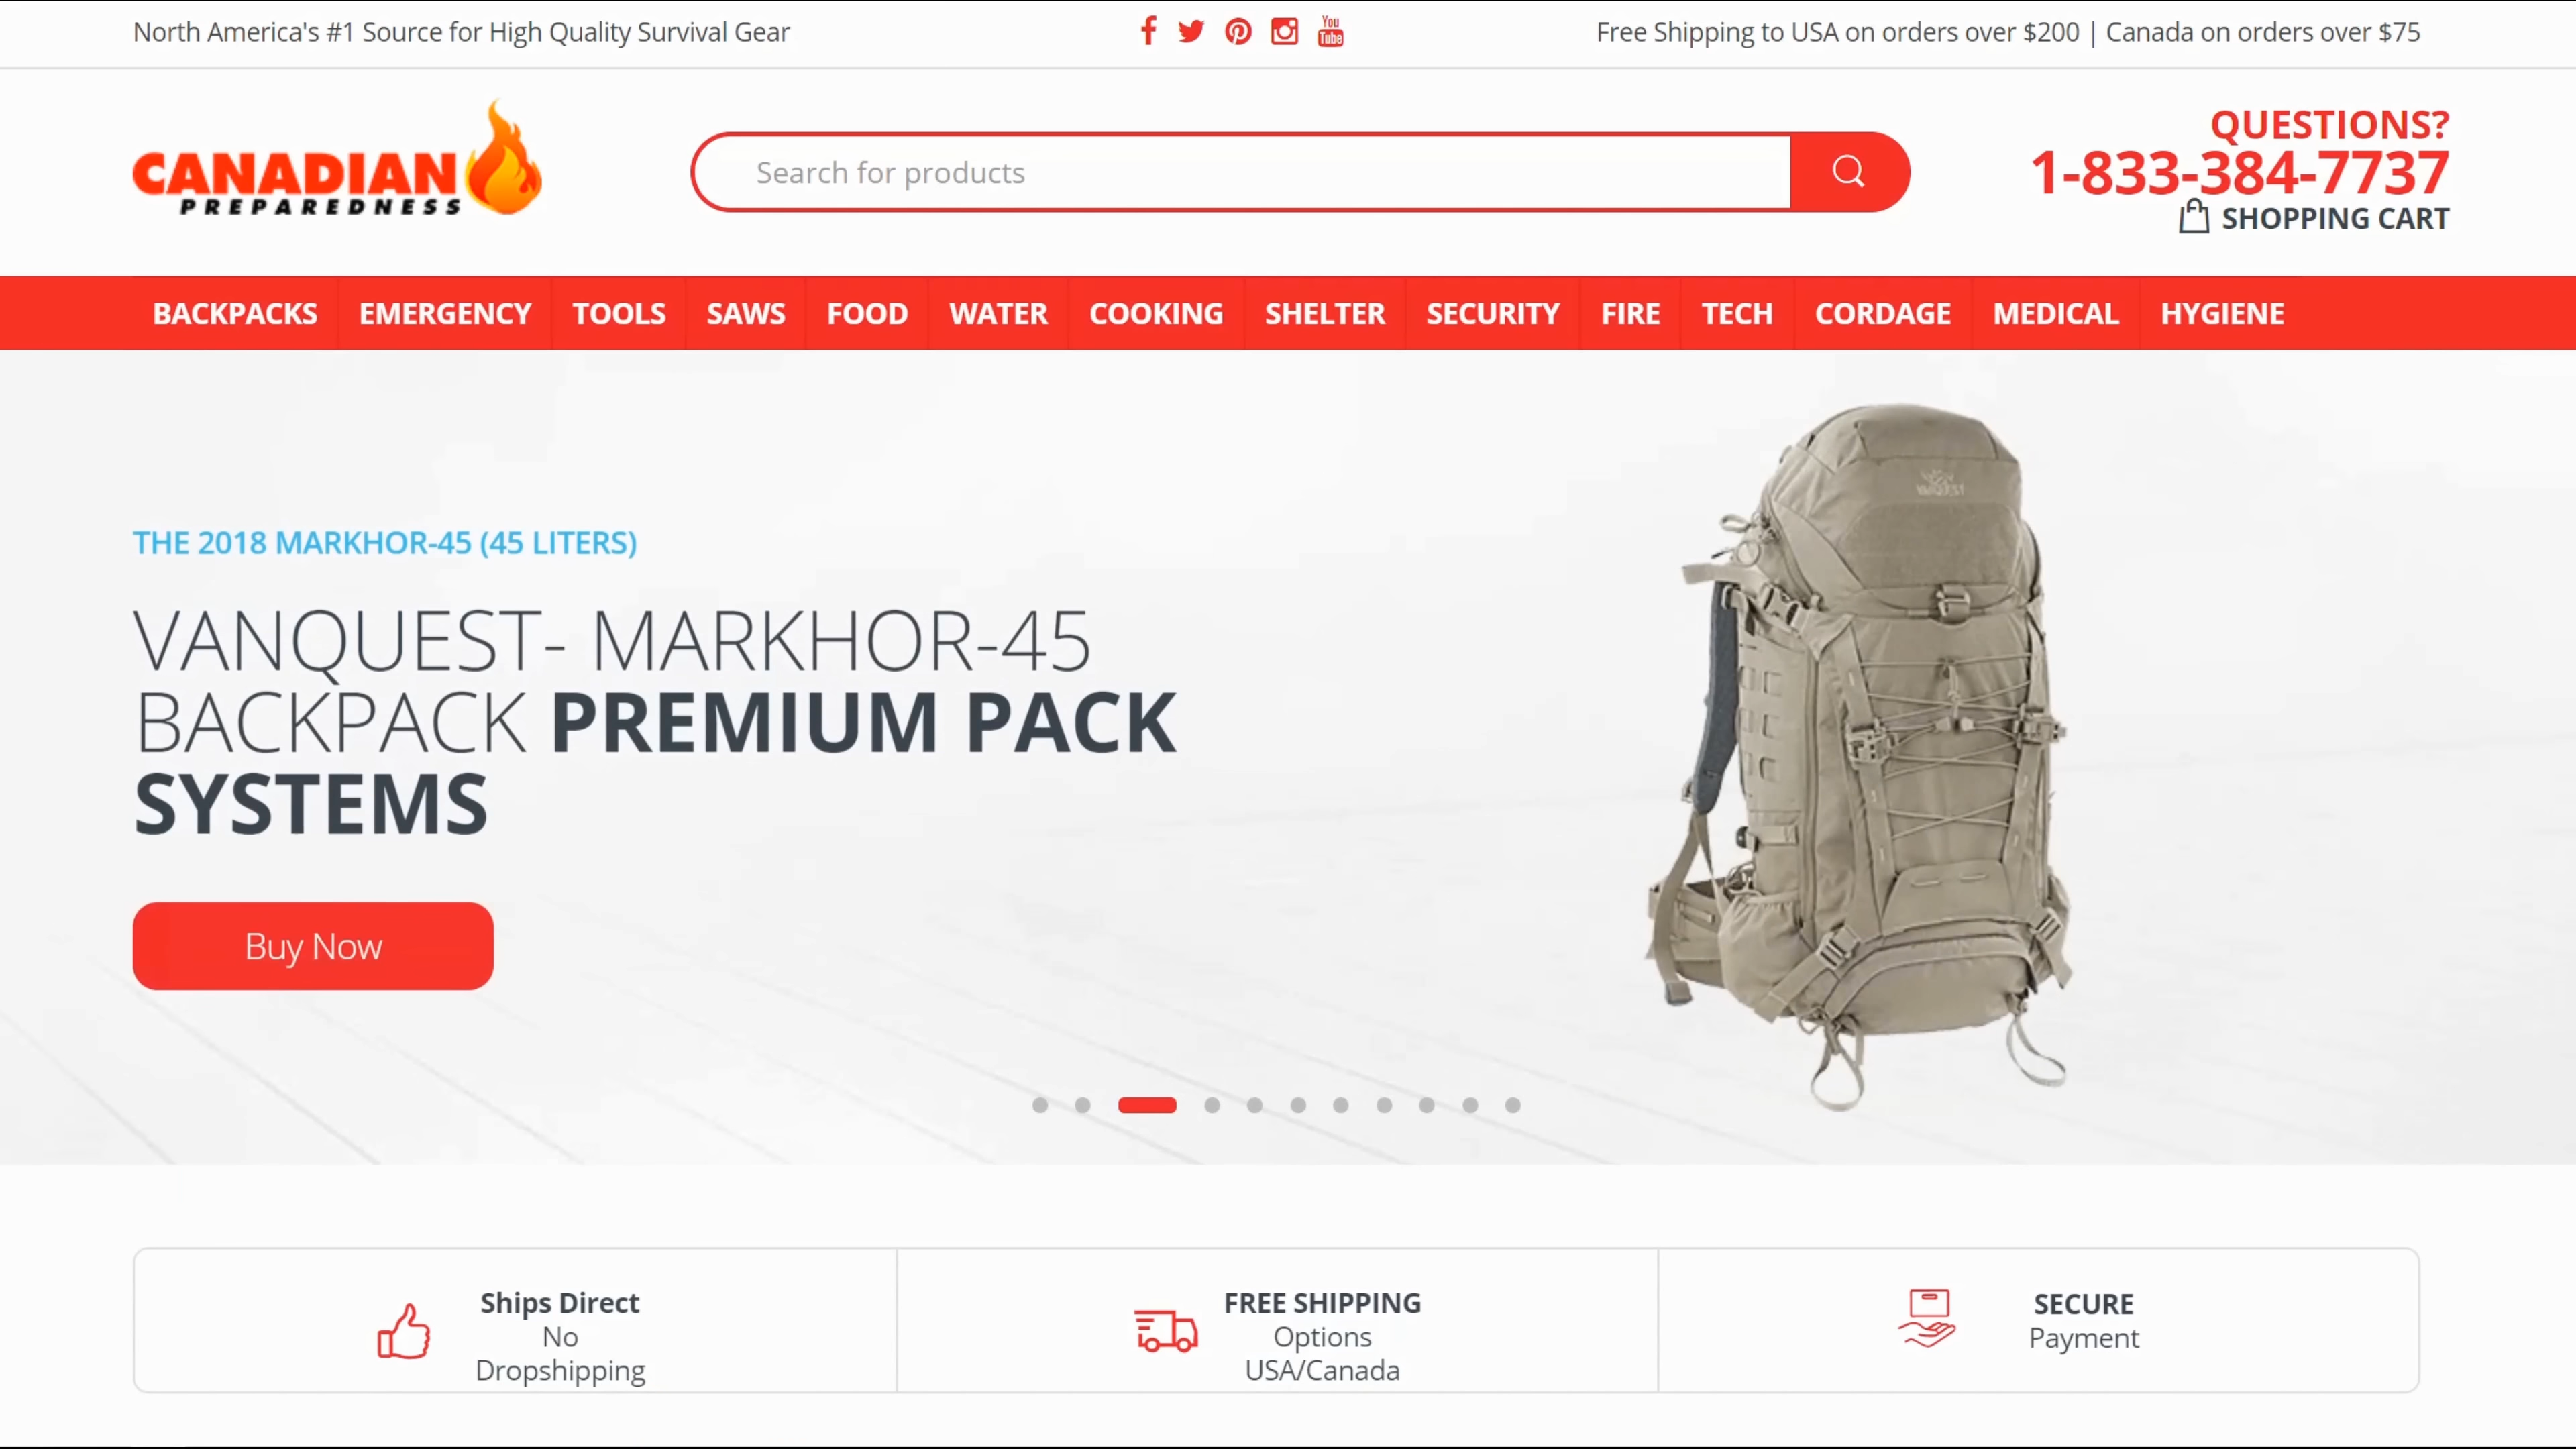 North America's #1 Source for High Quality Survival Gear
You
Tube
Free Shipping to USA on orders over $200 | Canada on orders over $75
CANADIAN
PREPAREDNESS
Search for products
QUESTIONS?
1-833-384-7737
SHOPPING CART
BACKPACKS EMERGENCY TOOLS SAWS FOOD WATER COOKING SHELTER SECURITY FIRE TECH CORDAGE MEDICAL HYGIENE
VANQUEST
THE 2018 MARKHOR-45 (45 LITERS)
VANQUEST- MARKHOR-45
BACKPACK PREMIUM PACK
SYSTEMS
Buy Now
Ships Direct
No
Dropshipping
FREE SHIPPING
Options
USA/Canada
SECURE
Payment